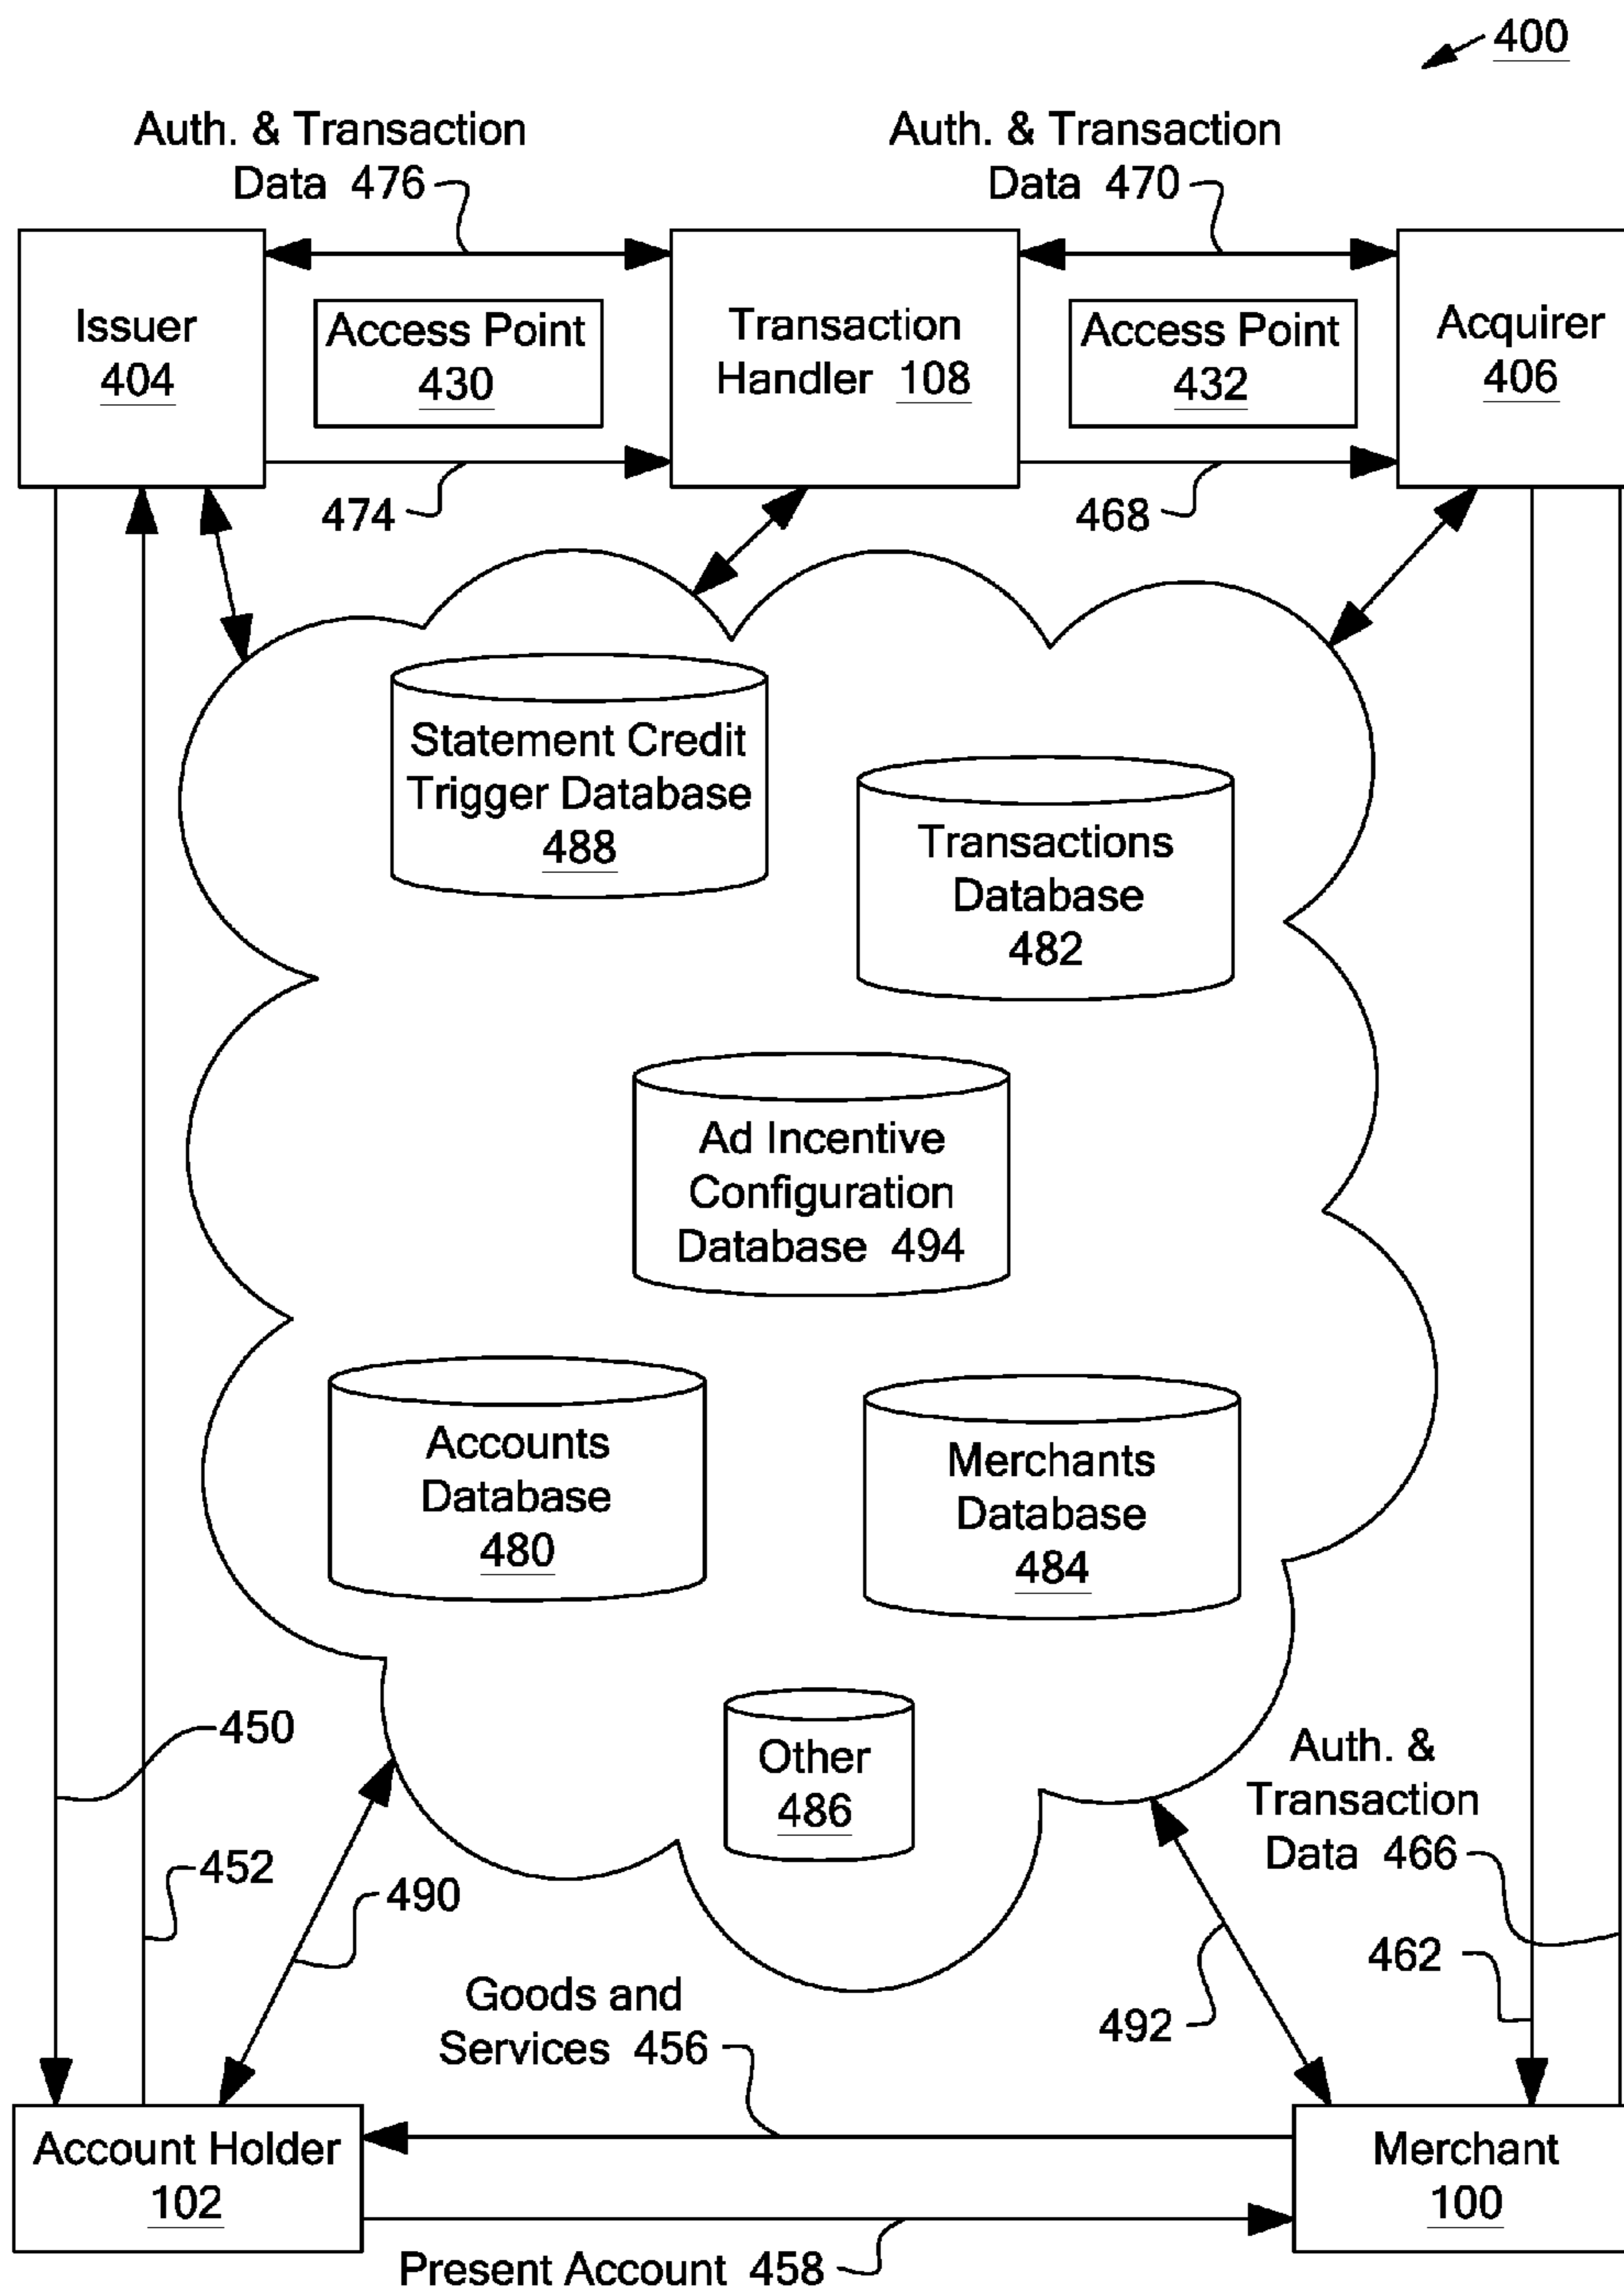 400
Auth. & Transaction
Data 476
Auth. & Transaction
Data 470
Issuer
404
Access Point
430
Transaction
Handler 108
Access Point
432
Acquirer
406
474
468
Statement Credit
Trigger Database
488
Transactions
Database
482
Ad Incentive
Configuration
Database 494
Accounts
Database
480
Merchants
Database
484
Other
486
450
452
490
Auth. &
Transaction
Data 466
462
492
Goods and
Services 456
Account Holder
102
Merchant
100
Present Account 458